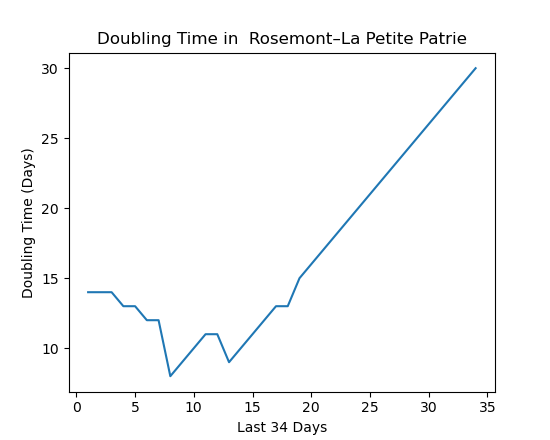 Doubling Time in  Rosemont–La Petite Patrie
30
25
20
15
10
Doubling Time (Days)
0 5 10 15 20 25 30 35
Last 34 Days